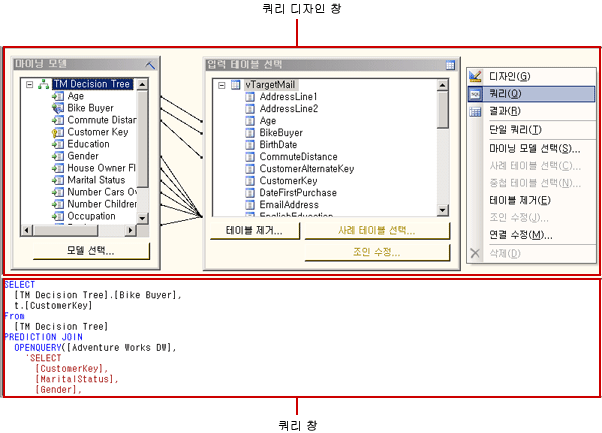 쿼리 디자인 창
마이닝 모델
TM Decision Tree
Age
Bike Buyer
Commute Distan
Customer Key
Education
Gender
House Owner Fl
Marital Status
Number Cars Ow
Number Children
Occupation
모델 선택...
입력 테이블 선택
vTargetMail
AddressLine1
AddressLine2
Age
BikeBuyer
BirthDate
CommuteDistance
CustomerAlternateKey
CustomerKey
DateFirstPurchase
EmailAddress
EnglishEducation
테이블 제거...
사례 테이블 선택...
조인 수정...
디자인(G)
쿼리(Q)
결과(R)
단일 쿼리(T)
마이닝 모델 선택(S)...
사례 테이블 선택(C)...
중첩 테이블 선택(N)...
테이블 제거(E)
조인 수정(J)...
연결 수정(M)...
삭제(D)
SELECT
[TM Decision Tree].[Bike Buyer],
t.[CustomerKey]
From
[TM Decision Tree]
PREDICTION JOIN
OPENQUERY([Adventure Works DW],
'SELECT
[CustomerKey],
[MaritalStatus],
[Gender],
쿼리 창